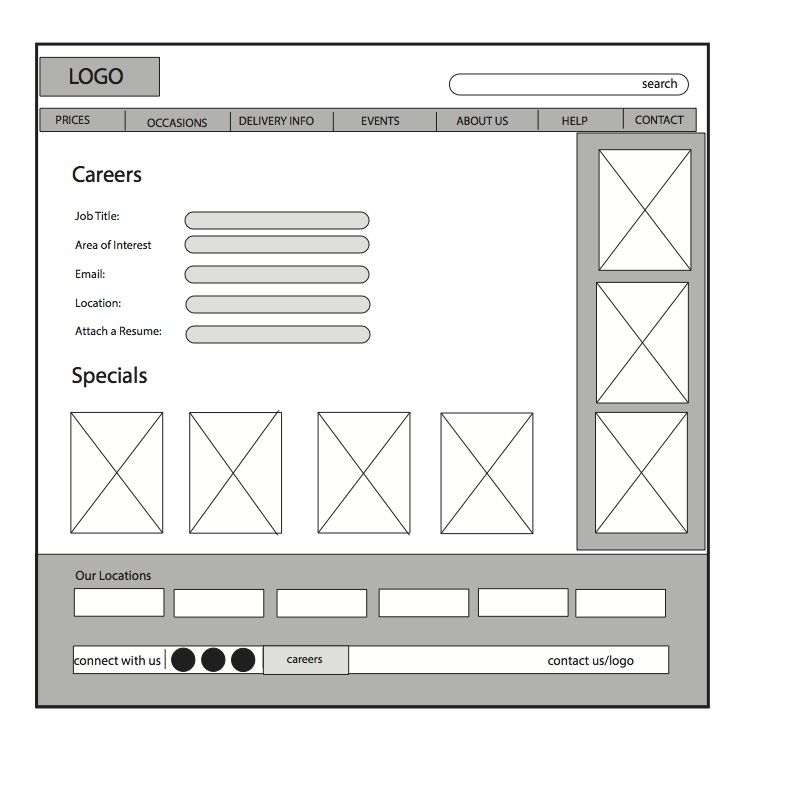 LOGO
search
PRICES
OCCASIONS
DELIVERY INFO
EVENTS
ABOUT US
HELP
CONTACT
Careers
Job Title:
Area of Interest
Email:
Location:
Attach a Resume:
Specials
Our Locations
connect with us
careers
contact us/logo